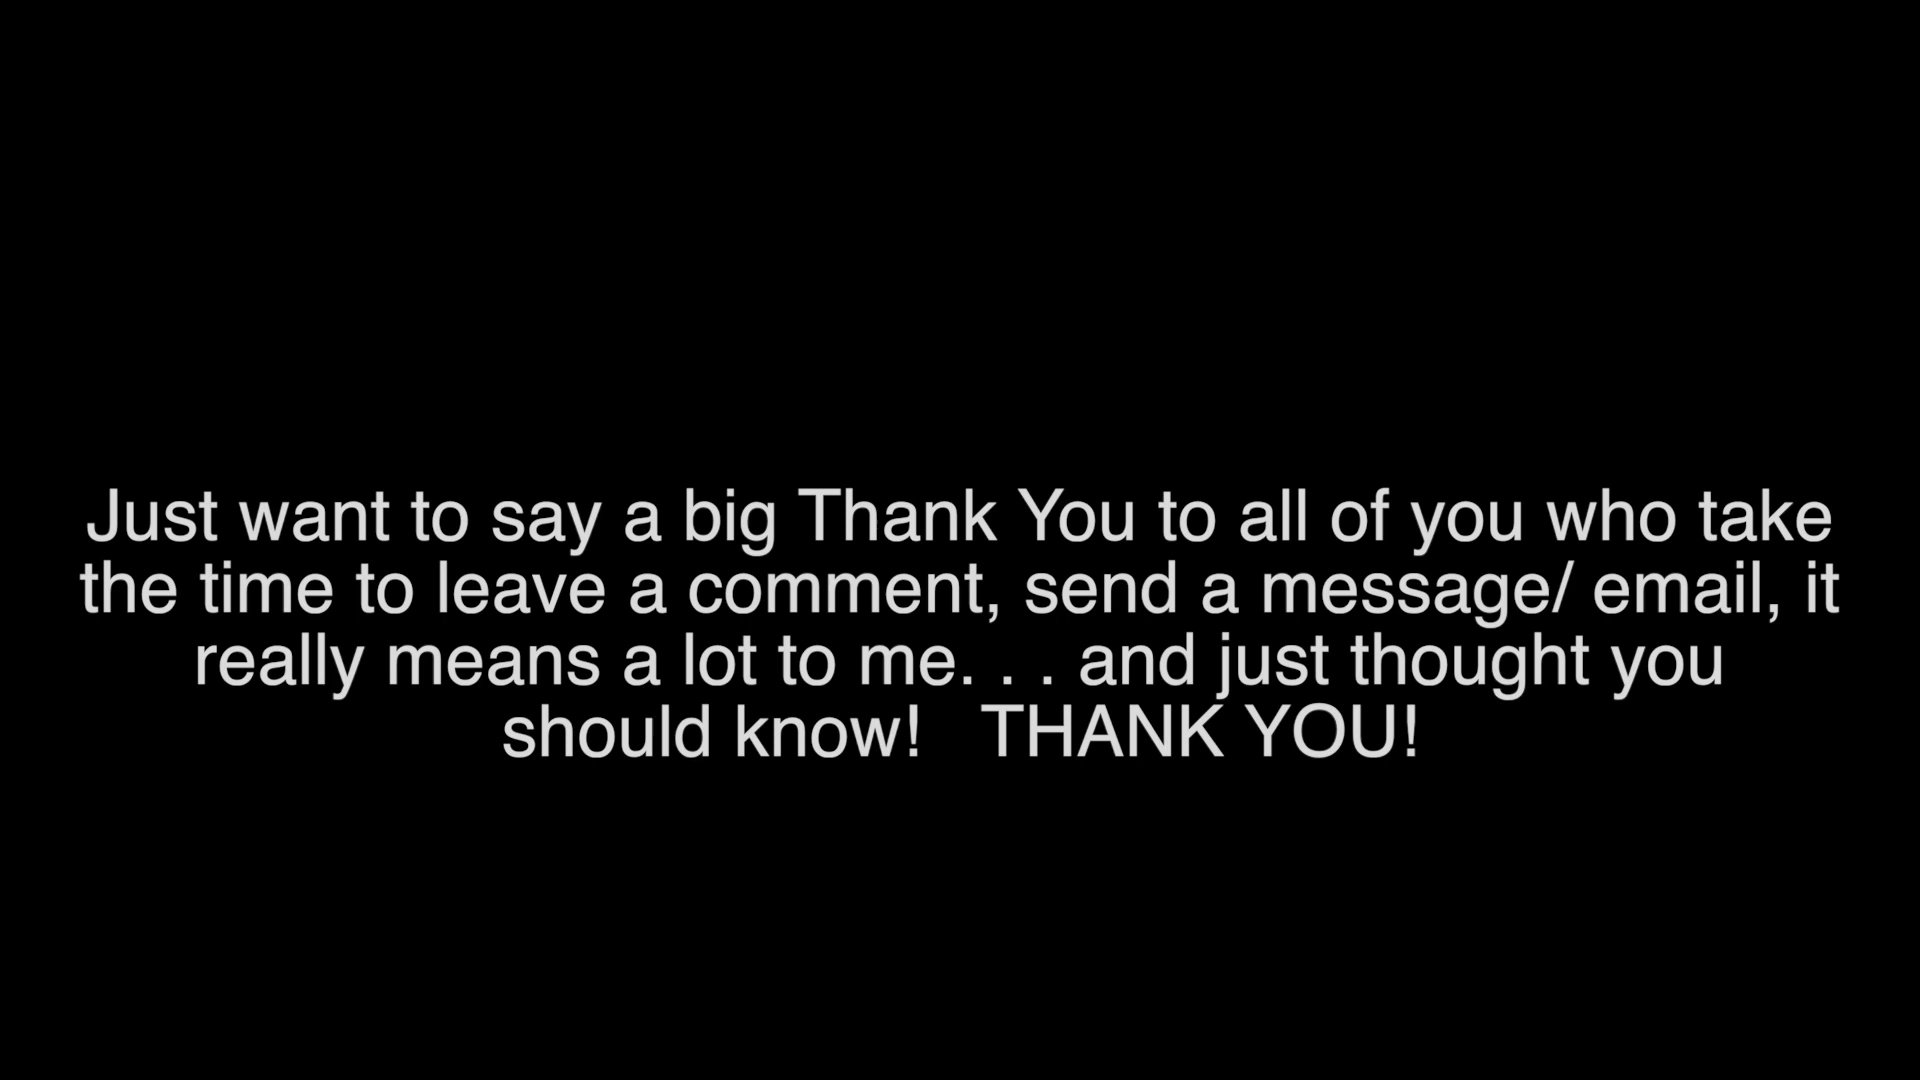 Just want to say a big Thank You to all of you who take
the time to leave a comment, send a message/ email, it
really means a lot to me. . . and just thought you
should know!   THANK YOU!